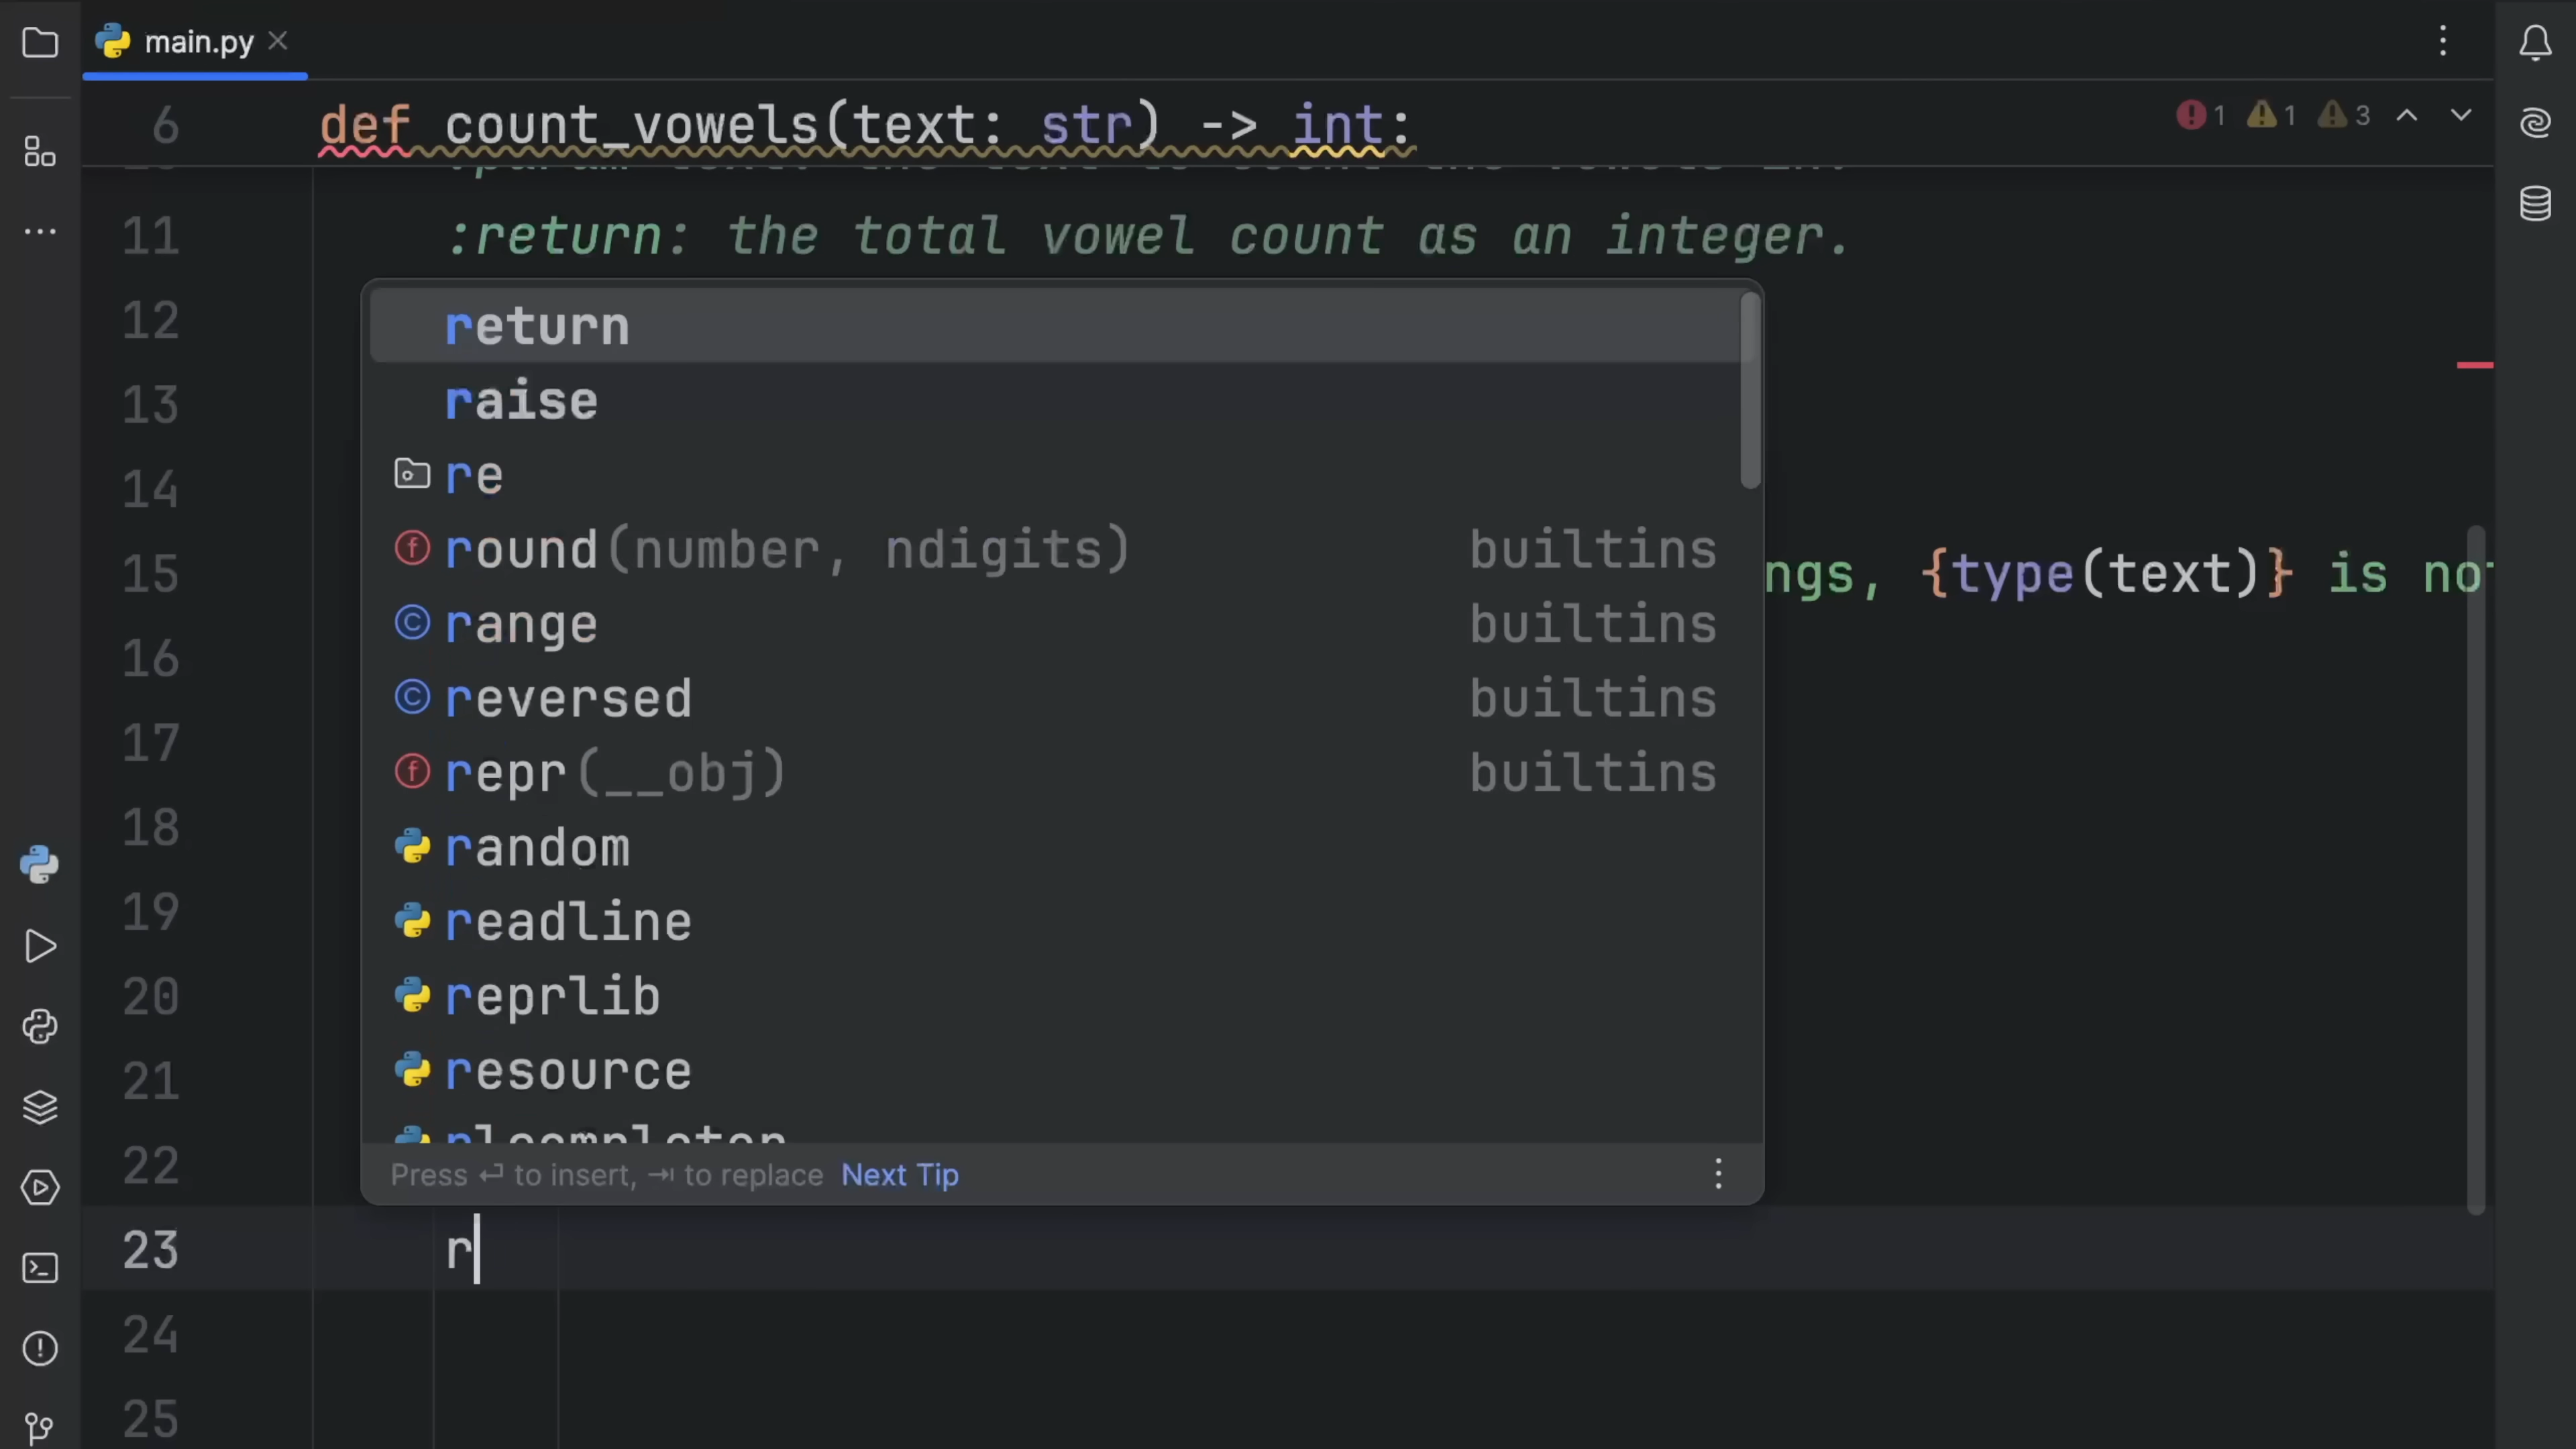 main.py
6 def count_vowels(text: str) -> int:
1 1 3
11 :return: the total vowel count as an integer.
12
return
13 raise
14 re
round(number, ndigits) builtins
15 ngs, {type(text)} is not
range builtins
16
reversed builtins
17
repr(__obj) builtins
18 random
19 readline
20 reprlib
21 resource
rlcompleter
22 Press ⏎ to insert, ⇥ to replace Next Tip
23 r
24
25